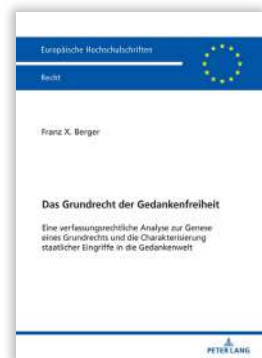 Europäische Hochschulschriften
Recht
Franz X. Berger
Das Grundrecht der Gedankenfreiheit
Eine verfassungsrechtliche Analyse zur Genese
eines Grundrechts und die Charakterisierung
staatlicher Eingriffe in die Gedankenwelt
PETER LANG